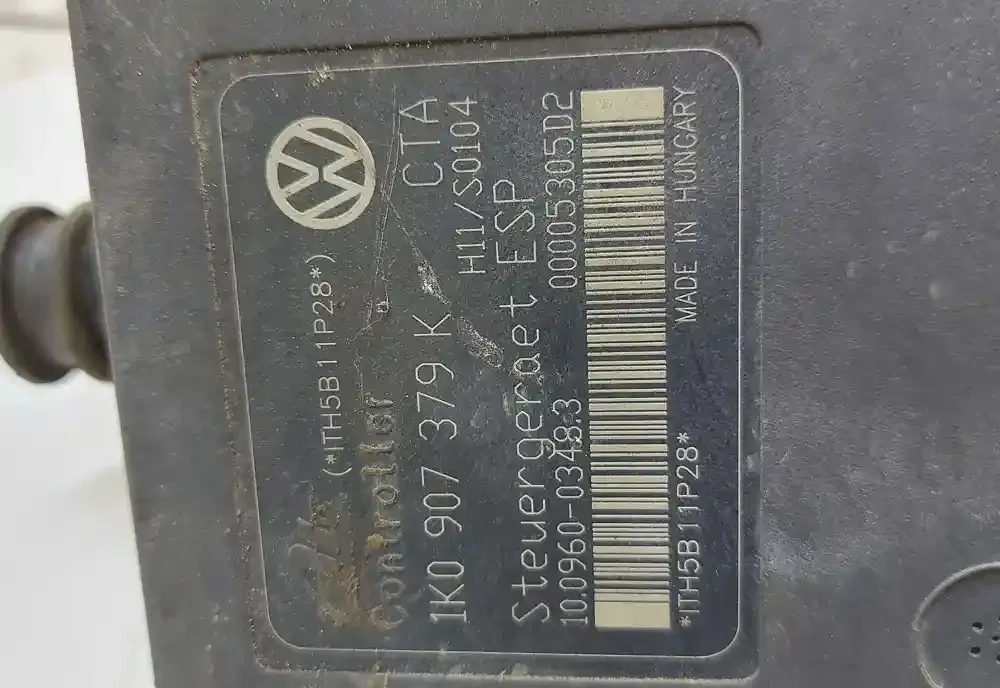 (*ITH5B11P28*)
Controller
1K0 907 379 K CTA
H11/S0104
Steuergeraet ESP
10.0960-0348.3 00005305D2
*ITH5B11P28* MADE IN HUNGARY